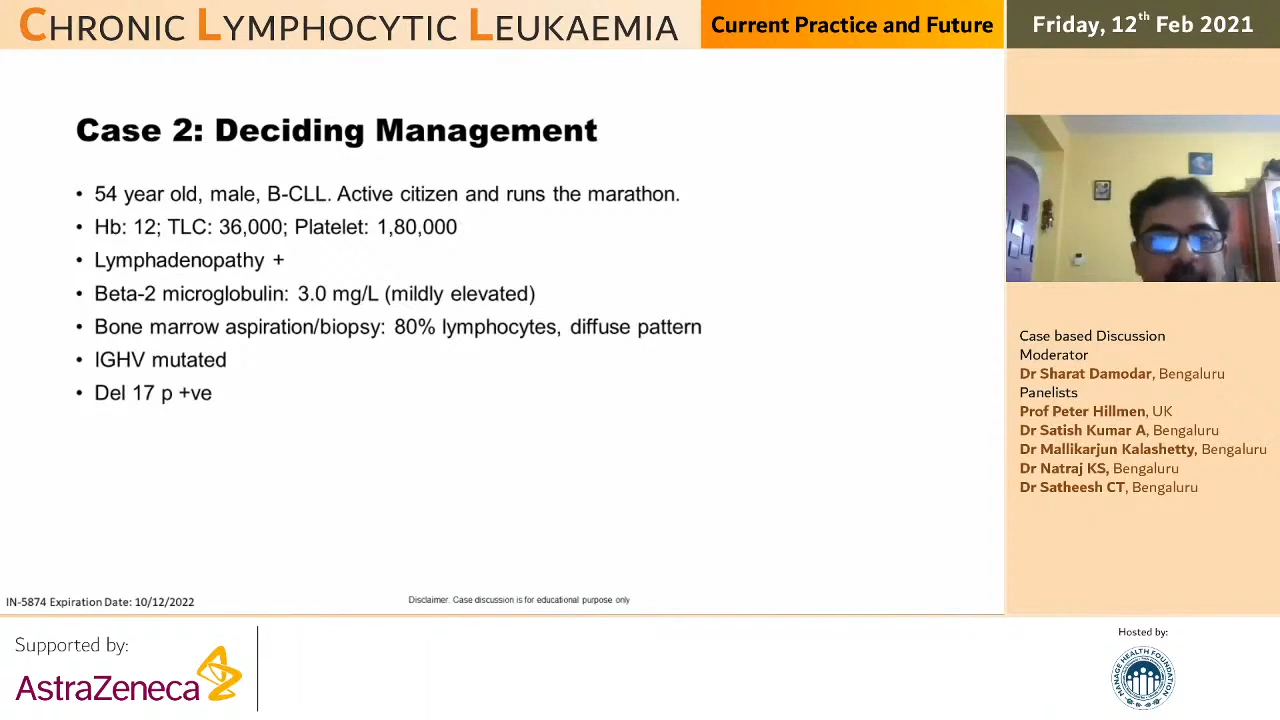 CHRONIC LYMPHOCYTIC LEUKAEMIA
Current Practice and Future
Friday, 12th Feb 2021
Case 2: Deciding Management
• 54 year old, male, B-CLL. Active citizen and runs the marathon.
• Hb: 12; TLC: 36,000; Platelet: 1,80,000
• Lymphadenopathy +
• Beta-2 microglobulin: 3.0 mg/L (mildly elevated)
• Bone marrow aspiration/biopsy: 80% lymphocytes, diffuse pattern
• IGHV mutated
• Del 17 p +ve
Case based Discussion
Moderator
Dr Sharat Damodar, Bengaluru
Panelists
Prof Peter Hillmen, UK
Dr Satish Kumar A, Bengaluru
Dr Mallikarjun Kalashetty, Bengaluru
Dr Natraj KS, Bengaluru
Dr Satheesh CT, Bengaluru
IN-5874 Expiration Date: 10/12/2022
Disclaimer: Case discussion is for educational purpose only
Supported by:
AstraZeneca
Hosted by:
MANAGE HEALTH FOUNDATION